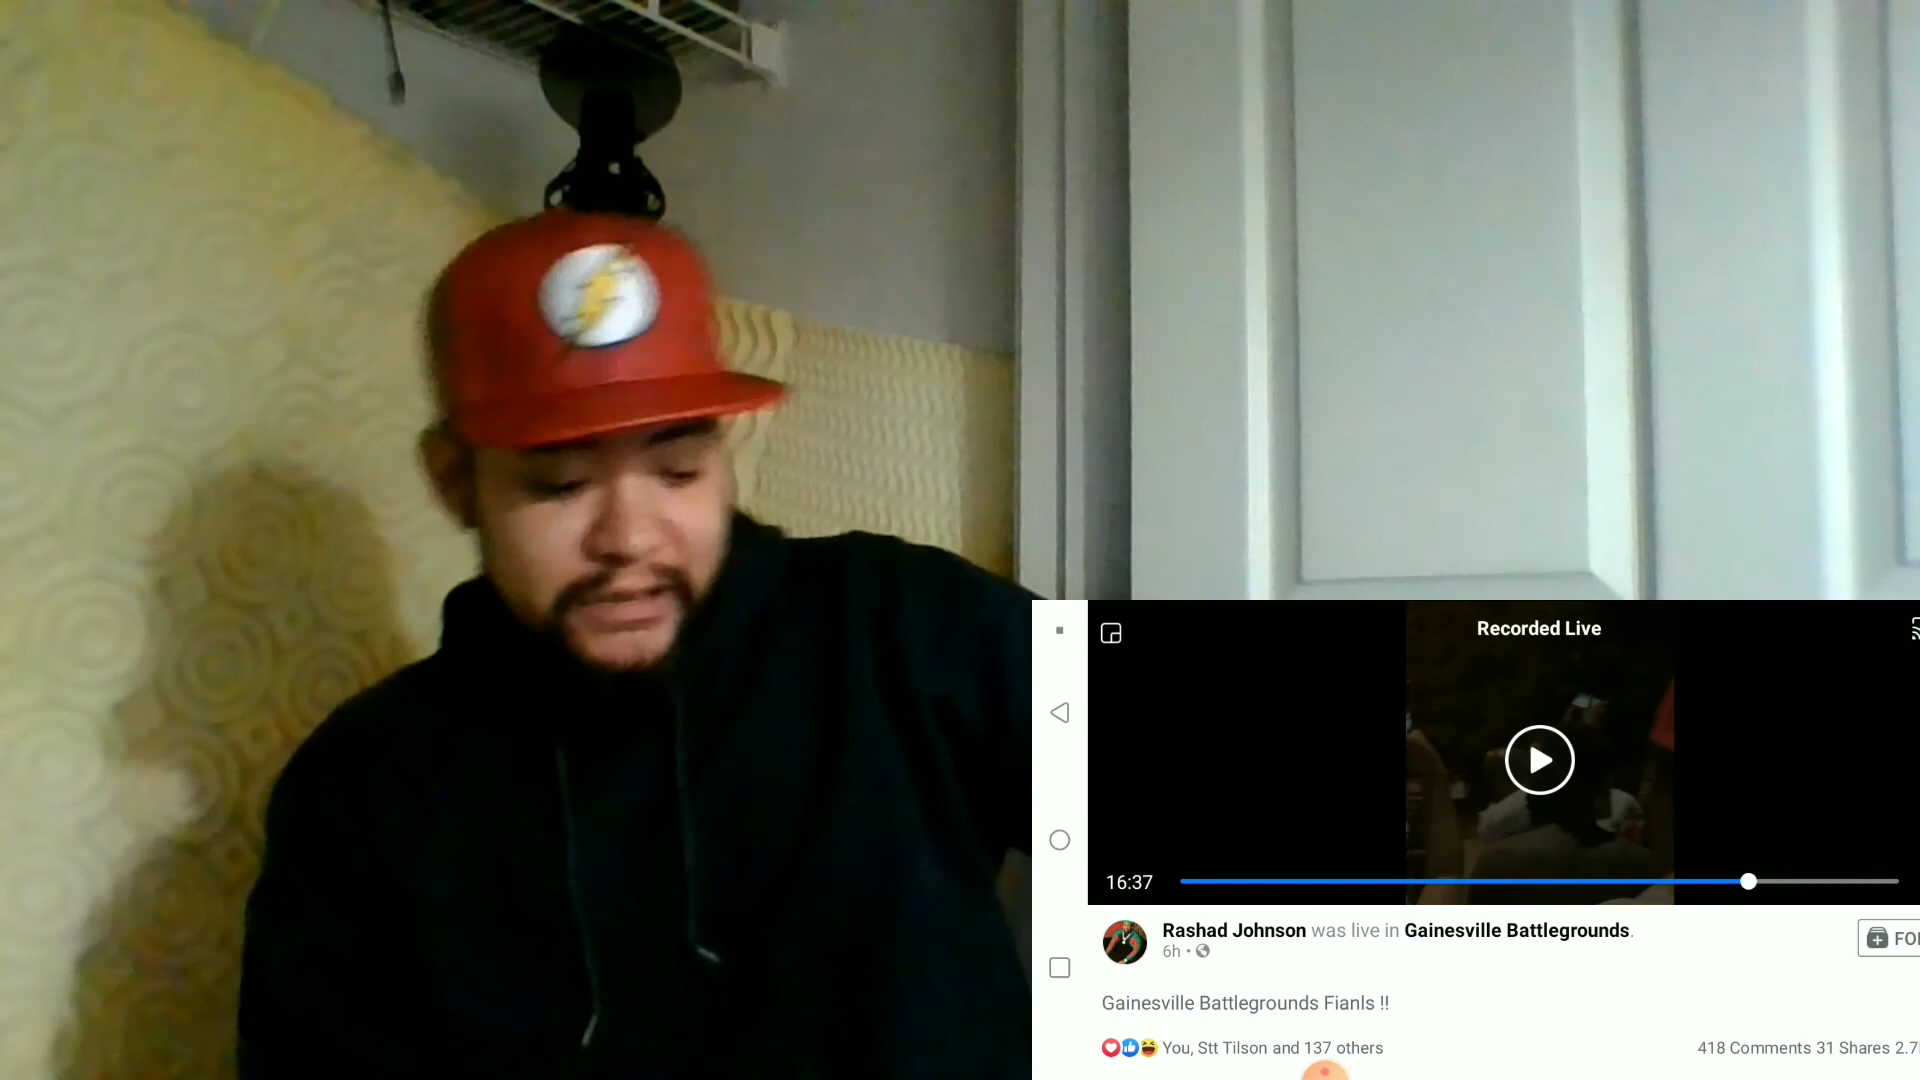 Recorded Live
16:37
Rashad Johnson was live in Gainesville Battlegrounds.
6h •
Gainesville Battlegrounds Fianls !!
You, Stt Tilson and 137 others
418 Comments 31 Shares